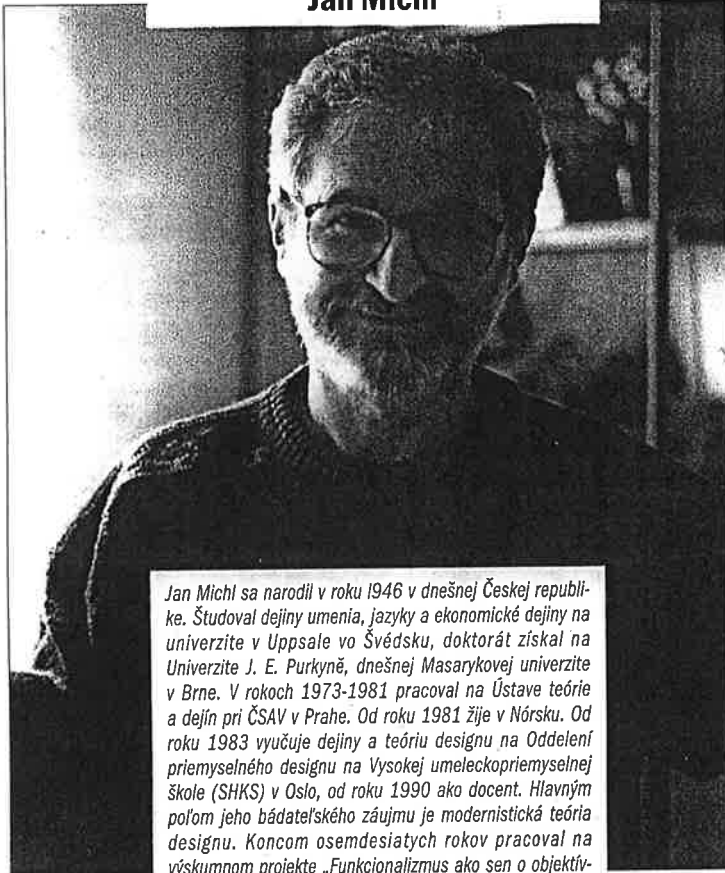 Jan Michl
Jan Michl sa narodil v roku 1946 v dnešnej Českej republi-
ke. Študoval dejiny umenia, jazyky a ekonomické dejiny na
univerzite v Uppsale vo Švédsku, doktorát získal na
Univerzite J. E. Purkyně, dnešnej Masarykovej univerzite
v Brne. V rokoch 1973-1981 pracoval na Ústave teórie
a dejín pri ČSAV v Prahe. Od roku 1981 žije v Nórsku. Od
roku 1983 vyučuje dejiny a teóriu designu na Oddelení
priemyselného designu na Vysokej umeleckopriemyselnej
škole (SHKS) v Oslo, od roku 1990 ako docent. Hlavným
poľom jeho bádateľského záujmu je modernistická teória
designu. Koncom osemdesiatych rokov pracoval na
výskumnom projekte „Funkcionalizmus ako sen o objektív-